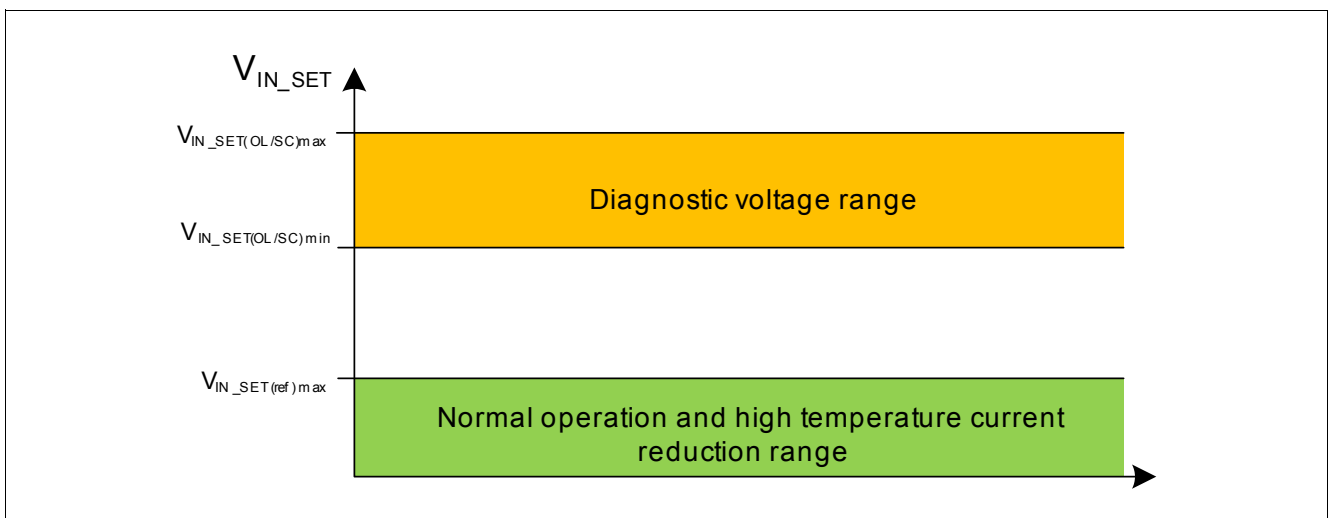 V_IN_SET
V_IN_SET(OL/SC)max
Diagnostic voltage range
V_IN_SET(OL/SC)min
V_IN_SET(ref)max
Normal operation and high temperature current
reduction range